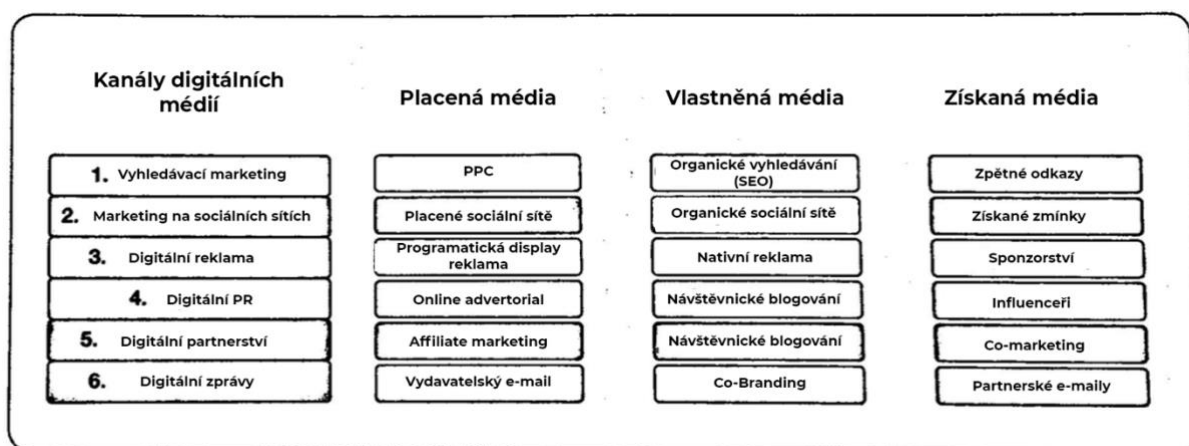 Kanály digitálních
médií
Placená média
Vlastněná média
Získaná média
1. Vyhledávací marketing
PPC
Organické vyhledávání
(SEO)
Zpětné odkazy
2. Marketing na sociálních sítích
Placené sociální sítě
Organické sociální sítě
Získané zmínky
3. Digitální reklama
Programatická display
reklama
Nativní reklama
Sponzorství
4. Digitální PR
Online advertorial
Návštěvnické blogování
Influenceři
5. Digitální partnerství
Affiliate marketing
Návštěvnické blogování
Co-marketing
6. Digitální zprávy
Vydavatelský e-mail
Co-Branding
Partnerské e-maily